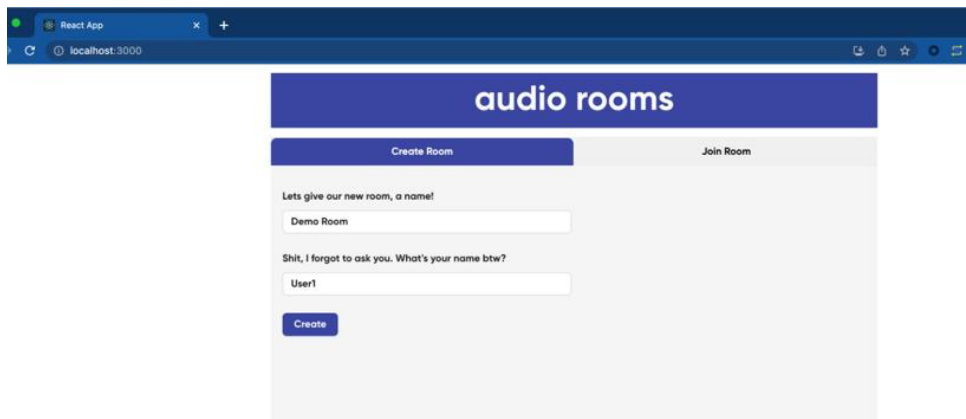 React App
localhost:3000
audio rooms
Create Room
Join Room
Lets give our new room, a name!
Demo Room
Shit, I forgot to ask you. What's your name btw?
User1
Create